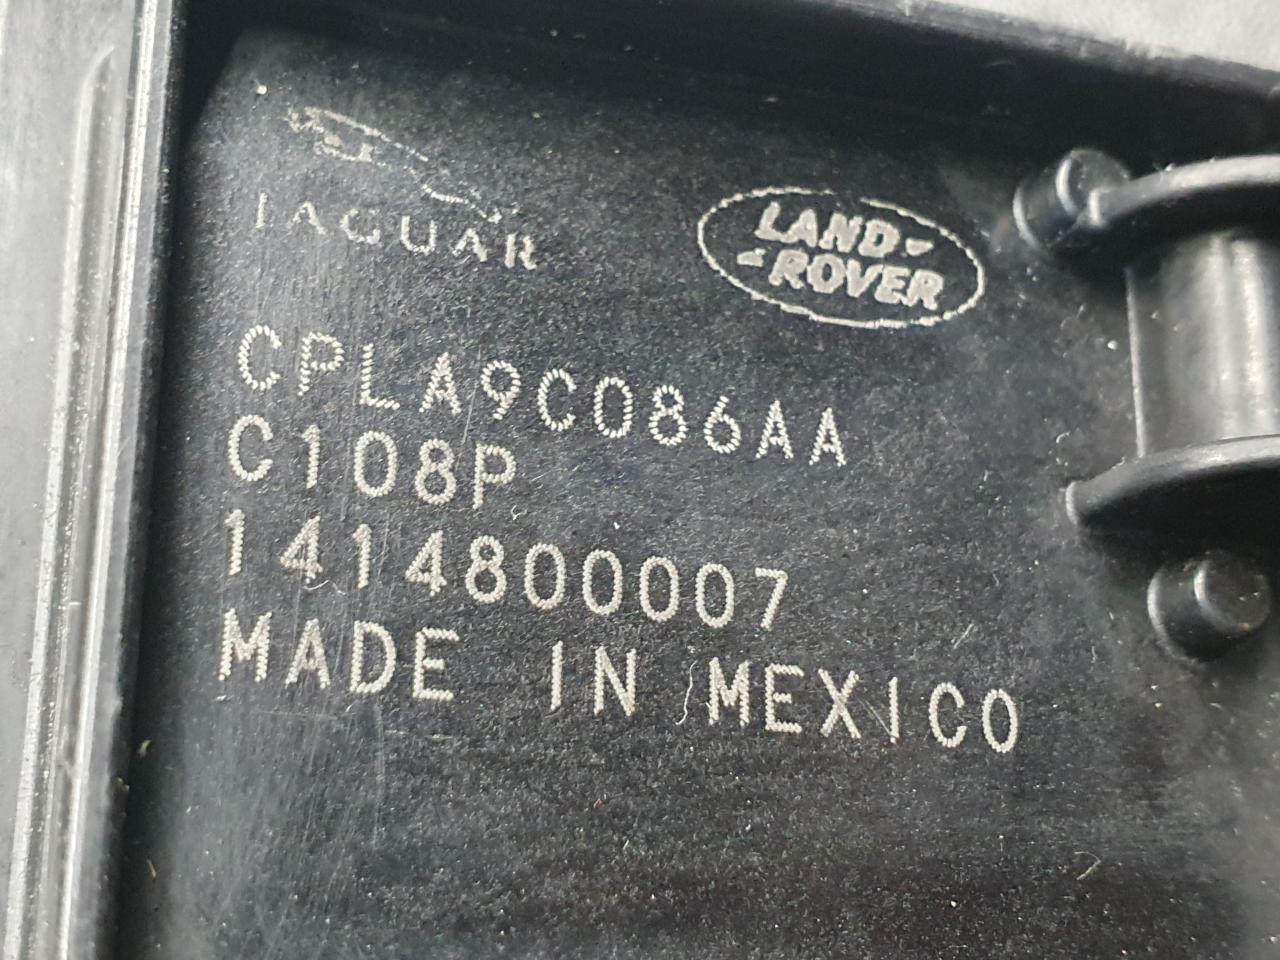 JAGUAR
LAND
ROVER
CPLA9C086AA
C108P
1414800007
MADE IN MEXICO